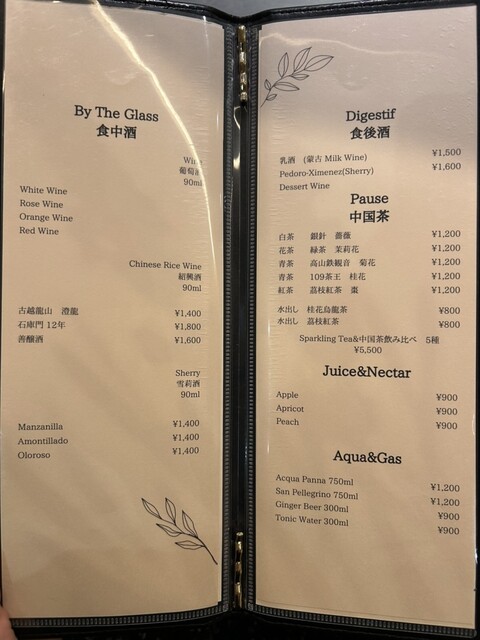 By The Glass
食中酒
Wine
葡萄酒
90ml
White Wine
Rose Wine
Orange Wine
Red Wine
Chinese Rice Wine
紹興酒
90ml
古越龍山 澄龍 ¥1,400
石庫門 12年 ¥1,800
善醸酒 ¥1,600
Sherry
雪莉酒
90ml
Manzanilla ¥1,400
Amontillado ¥1,400
Oloroso ¥1,400
Digestif
食後酒
乳酒 (蒙古 Milk Wine) ¥1,500
Pedoro-Ximenez(Sherry) ¥1,600
Dessert Wine
Pause
中国茶
白茶 銀針 薔薇 ¥1,200
花茶 緑茶 茉莉花 ¥1,200
青茶 高山鉄観音 菊花 ¥1,200
青茶 109茶王 桂花 ¥1,200
紅茶 茘枝紅茶 棗 ¥1,200
水出し 桂花烏龍茶 ¥800
水出し 茘枝紅茶 ¥800
Sparkling Tea&中国茶飲み比べ 5種
¥5,500
Juice&Nectar
Apple ¥900
Apricot ¥900
Peach ¥900
Aqua&Gas
Acqua Panna 750ml ¥1,200
San Pellegrino 750ml ¥1,200
Ginger Beer 300ml ¥900
Tonic Water 300ml ¥900